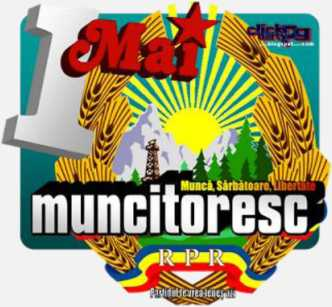 1 Mai
Muncă, Sărbătoare, Libertate
muncitoresc
RPR